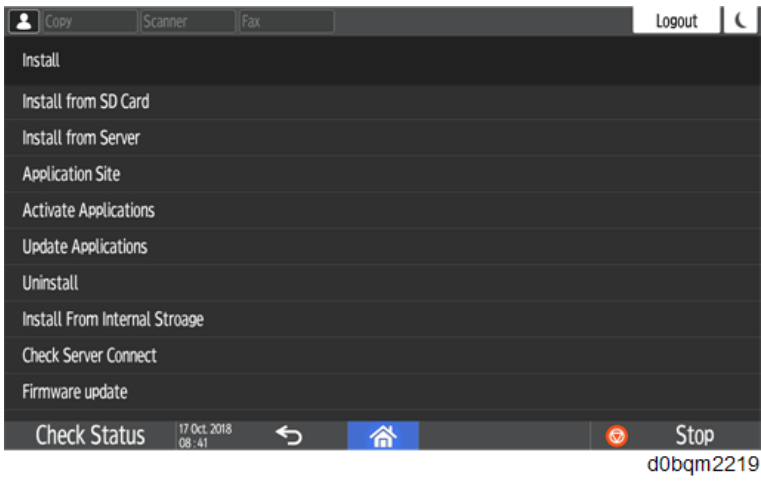 Copy Scanner Fax Logout
Install
Install from SD Card
Install from Server
Application Site
Activate Applications
Update Applications
Uninstall
Install From Internal Stroage
Check Server Connect
Firmware update
Check Status 17 Oct. 2018 Stop
08 : 41
d0bqm2219